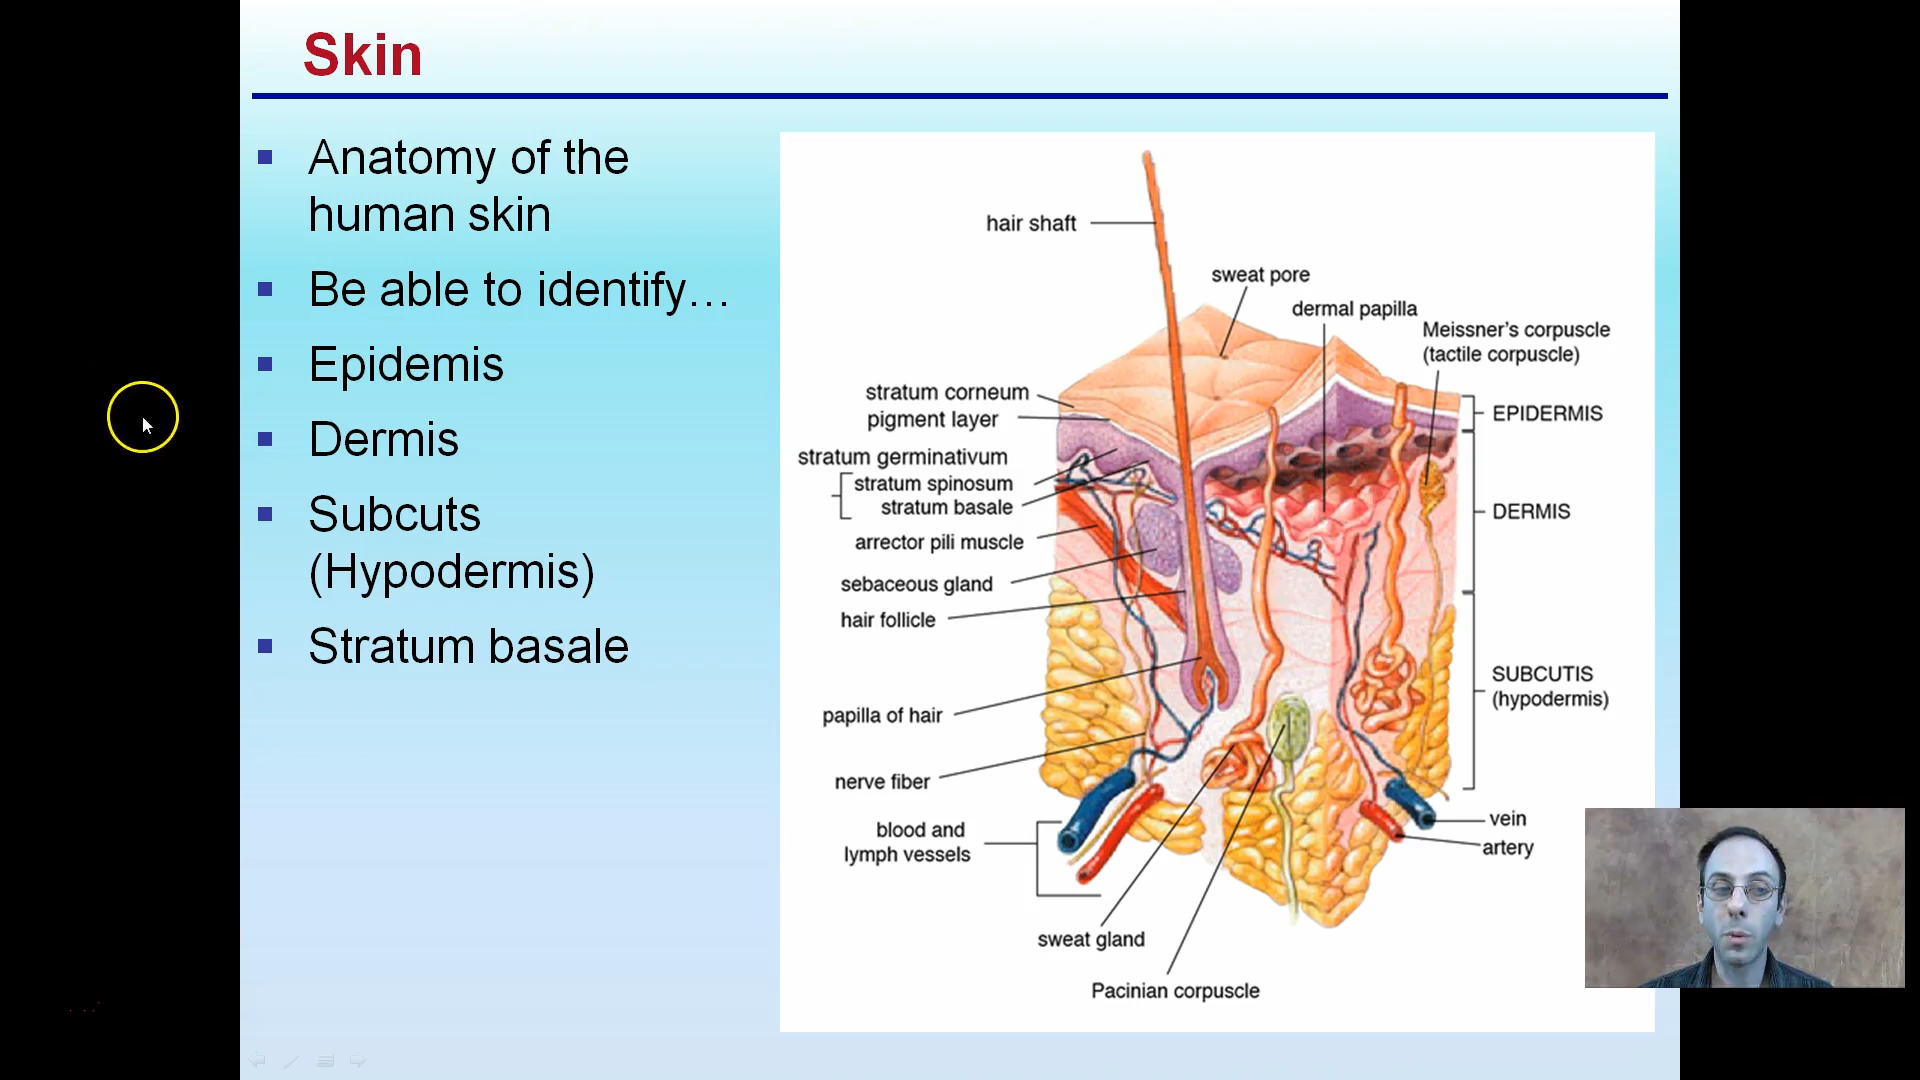 Skin
Anatomy of the
human skin
Be able to identify…
Epidemis
Dermis
Subcuts
(Hypodermis)
Stratum basale
hair shaft
sweat pore
dermal papilla
Meissner's corpuscle
(tactile corpuscle)
stratum corneum
pigment layer
stratum germinativum
stratum spinosum
stratum basale
arrector pili muscle
sebaceous gland
hair follicle
papilla of hair
nerve fiber
blood and
lymph vessels
sweat gland
Pacinian corpuscle
EPIDERMIS
DERMIS
SUBCUTIS
(hypodermis)
vein
artery